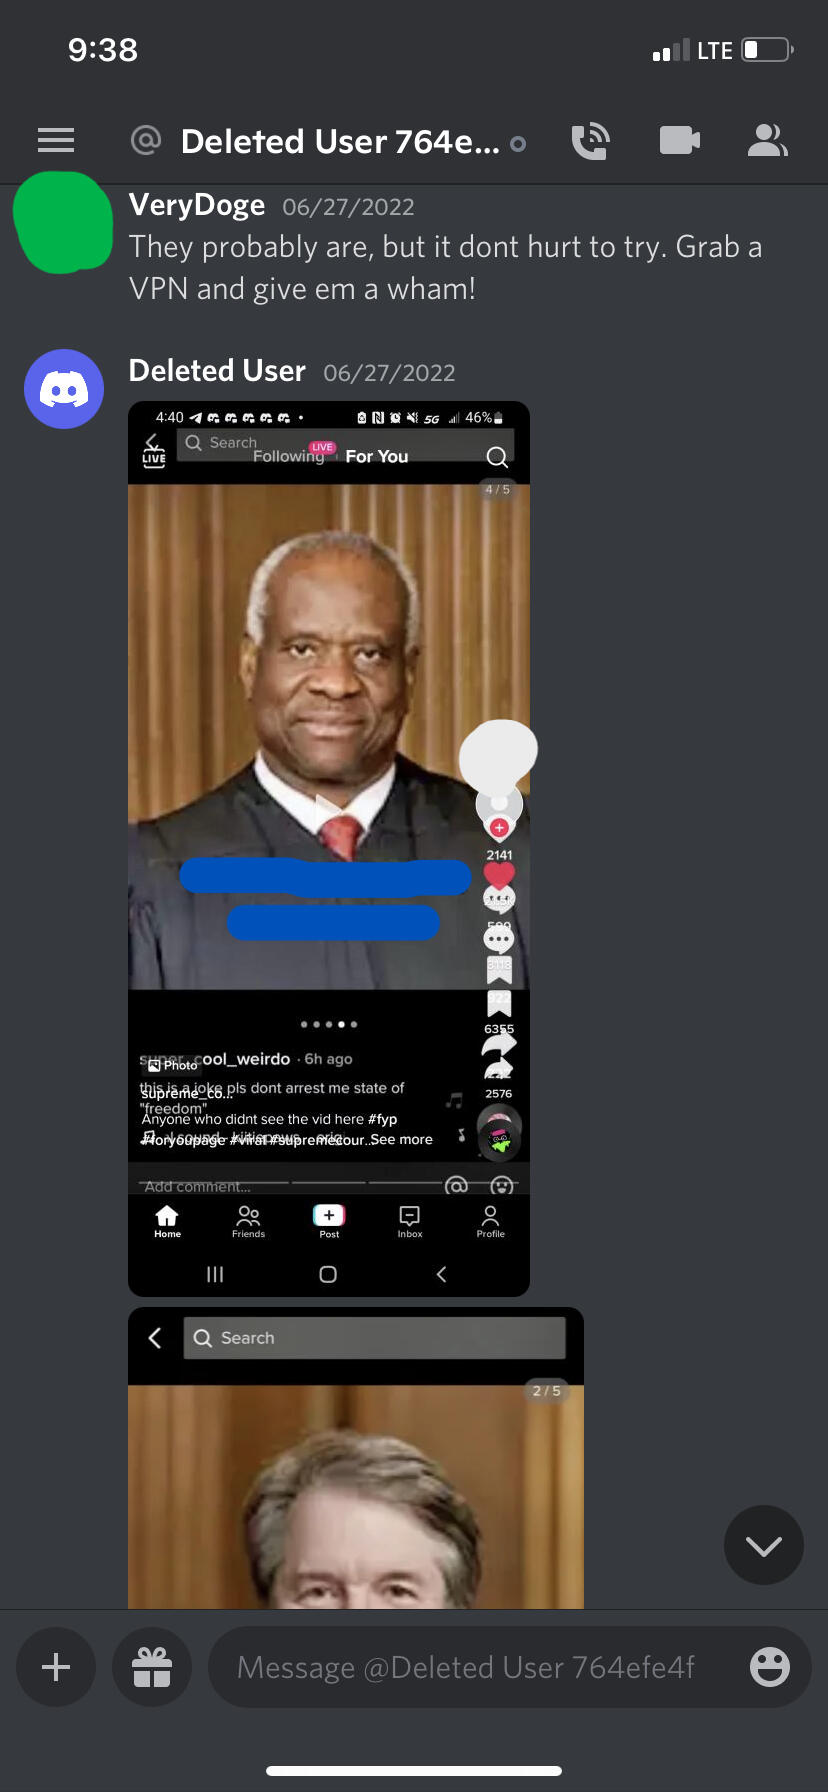 9:38
LTE
@ Deleted User 764e...
VeryDoge 06/27/2022
They probably are, but it dont hurt to try. Grab a
VPN and give em a wham!
Deleted User 06/27/2022
4:40
5G
46%
Search
LIVE
LIVE
Following
For You
4/5
2141
6355
2576
super_cool_weirdo · 6h ago
Photo
this is a joke pls dont arrest me state of
supreme_co...
"freedom"
Anyone who didnt see the vid here #fyp
#foryoupage #viral #supremecour...See more
Add comment...
Home
Friends
Post
Inbox
Profile
Search
2/5
Message @Deleted User 764efe4f